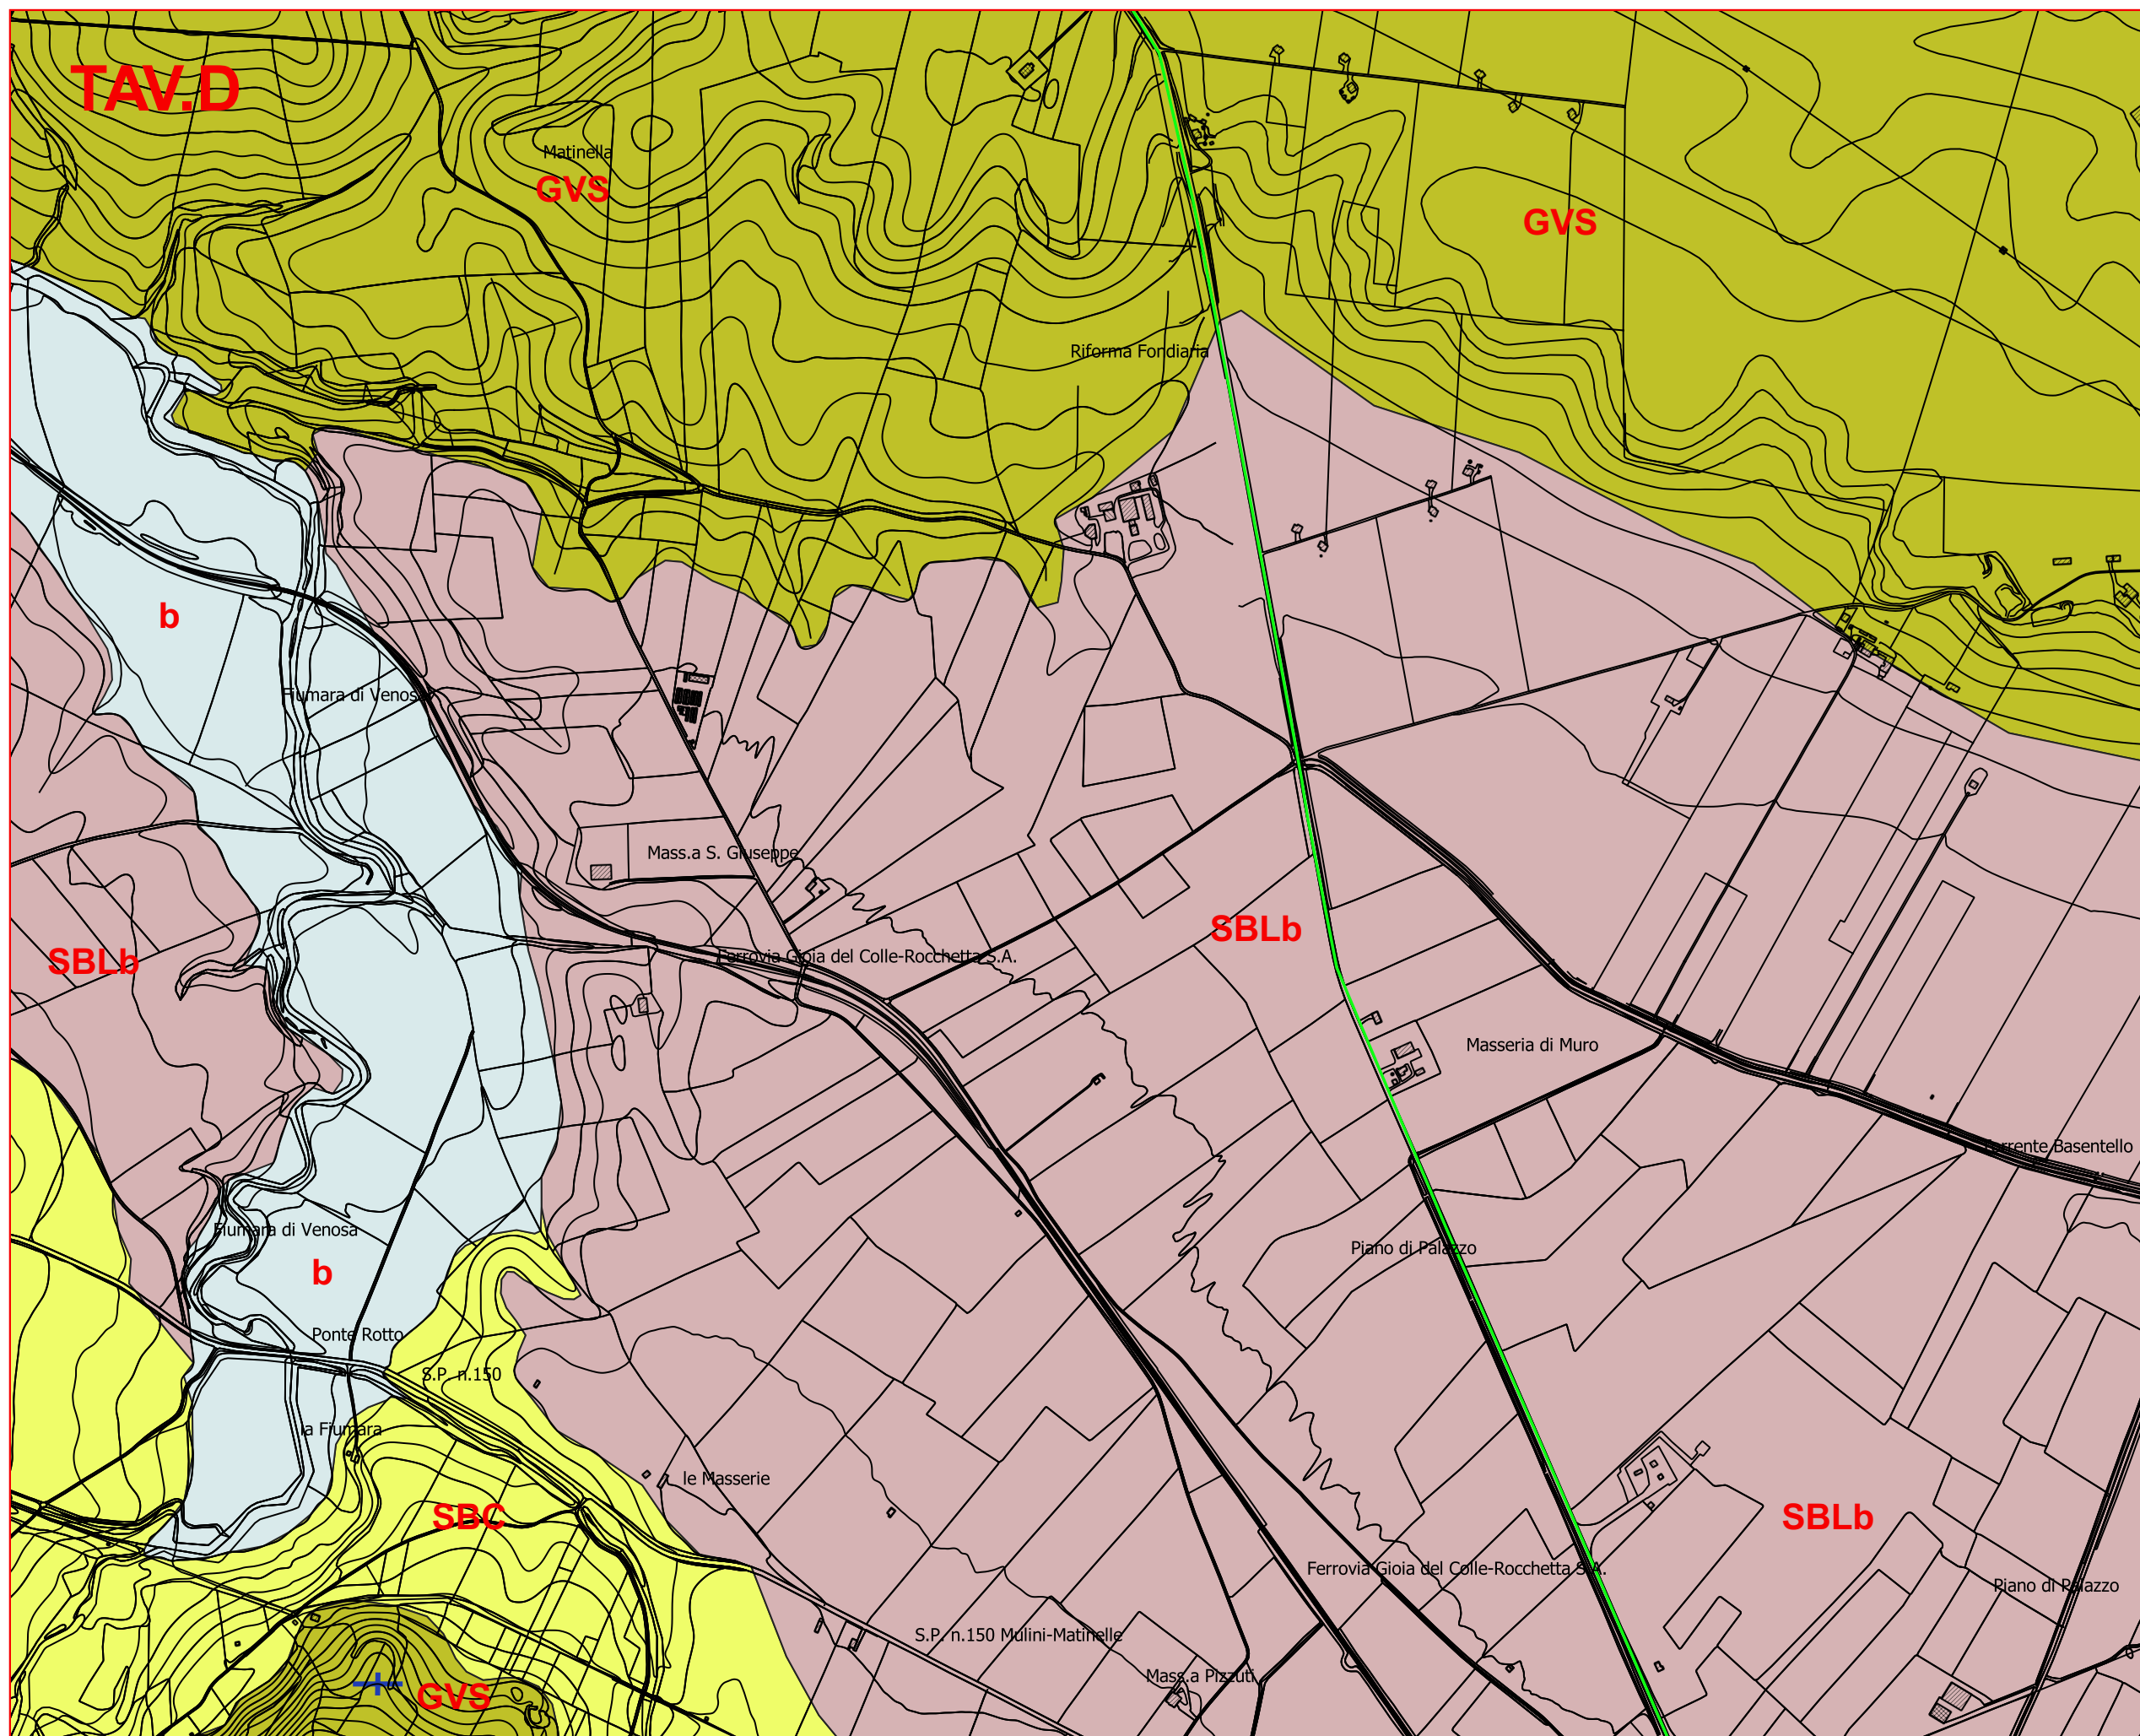 TAV.D
Matinella
GVS
GVS
Riforma Fondiaria
b
Fiumara di Venosa
Mass.a S. Giuseppe
SBLb
SBLb
Ferrovia Gioia del Colle-Rocchetta S.A.
Masseria di Muro
Torrente Basentello
Fiumara di Venosa
Piano di Palazzo
b
Ponte Rotto
S.P. n.150
la Fiumara
le Masserie
SBC
SBLb
Ferrovia Gioia del Colle-Rocchetta S.A.
Piano di Palazzo
S.P. n.150 Mulini-Matinelle
Mass.a Pizzuti
GVS